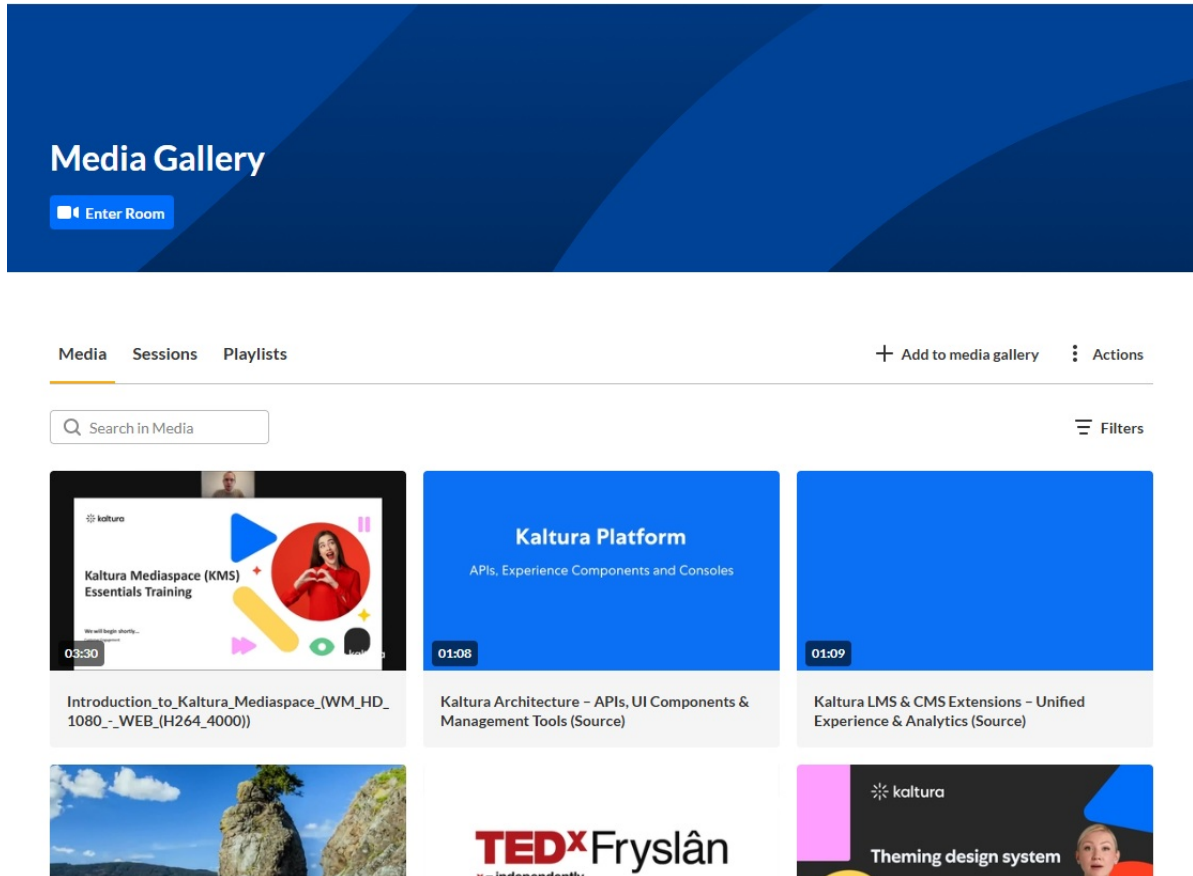 Media Gallery
Enter Room
Media Sessions Playlists
Add to media gallery
Actions
Search in Media
Filters
kaltura
Kaltura Mediaspace (KMS)
Essentials Training
We will begin shortly...
03:30
Introduction_to_Kaltura_Mediaspace_(WM_HD_
1080_-_WEB_(H264_4000))
Kaltura Platform
APIs, Experience Components and Consoles
01:08
Kaltura Architecture – APIs, UI Components &
Management Tools (Source)
01:09
Kaltura LMS & CMS Extensions – Unified
Experience & Analytics (Source)
TEDxFryslân
kaltura
Theming design system